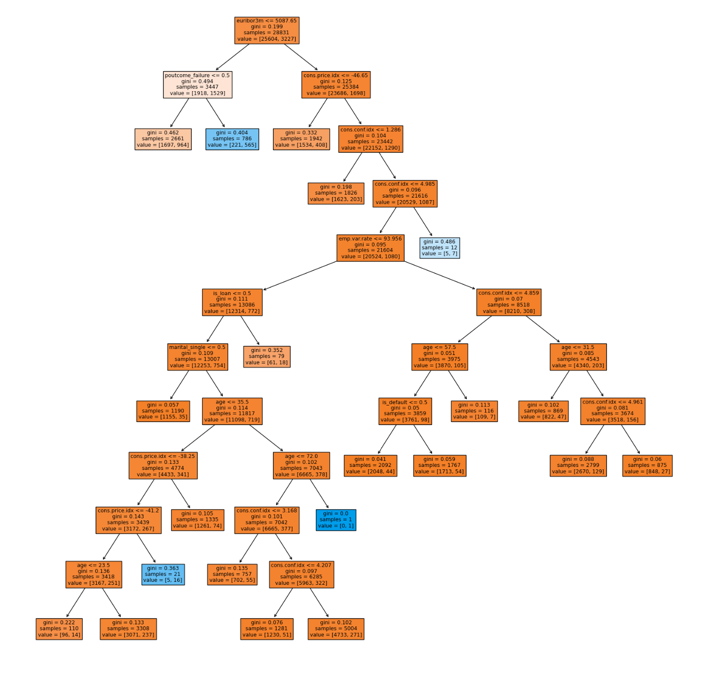 euribor3m <= 5087.65
gini = 0.199
samples = 28831
value = [25604, 3227]
poutcome_failure <= 0.5
gini = 0.494
samples = 3447
value = [1918, 1529]
cons.price.idx <= -46.65
gini = 0.125
samples = 25384
value = [23686, 1698]
gini = 0.462
samples = 2661
value = [1697, 964]
gini = 0.404
samples = 786
value = [221, 565]
gini = 0.332
samples = 1942
value = [1534, 408]
cons.conf.idx <= 1.286
gini = 0.104
samples = 23442
value = [22152, 1290]
gini = 0.198
samples = 1826
value = [1623, 203]
cons.conf.idx <= 4.985
gini = 0.096
samples = 21616
value = [20529, 1087]
emp.var.rate <= 93.956
gini = 0.095
samples = 21604
value = [20524, 1080]
gini = 0.486
samples = 12
value = [5, 7]
is_loan <= 0.5
gini = 0.111
samples = 13086
value = [12314, 772]
cons.conf.idx <= 4.859
gini = 0.07
samples = 8518
value = [8210, 308]
marital_single <= 0.5
gini = 0.109
samples = 13007
value = [12253, 754]
gini = 0.352
samples = 79
value = [61, 18]
age <= 57.5
gini = 0.051
samples = 3975
value = [3870, 105]
age <= 31.5
gini = 0.085
samples = 4543
value = [4340, 203]
gini = 0.057
samples = 1190
value = [1155, 35]
age <= 35.5
gini = 0.114
samples = 11817
value = [11098, 719]
is_default <= 0.5
gini = 0.05
samples = 3859
value = [3761, 98]
gini = 0.113
samples = 116
value = [109, 7]
gini = 0.102
samples = 869
value = [822, 47]
cons.conf.idx <= 4.961
gini = 0.081
samples = 3674
value = [3518, 156]
cons.price.idx <= -38.25
gini = 0.133
samples = 4774
value = [4433, 341]
age <= 72.0
gini = 0.102
samples = 7043
value = [6665, 378]
gini = 0.041
samples = 2092
value = [2048, 44]
gini = 0.059
samples = 1767
value = [1713, 54]
gini = 0.088
samples = 2799
value = [2670, 129]
gini = 0.06
samples = 875
value = [848, 27]
cons.price.idx <= -41.2
gini = 0.143
samples = 3439
value = [3172, 267]
gini = 0.105
samples = 1335
value = [1261, 74]
cons.conf.idx <= 3.168
gini = 0.101
samples = 7042
value = [6665, 377]
gini = 0.0
samples = 1
value = [0, 1]
age <= 23.5
gini = 0.136
samples = 3418
value = [3167, 251]
gini = 0.363
samples = 21
value = [5, 16]
gini = 0.135
samples = 757
value = [702, 55]
cons.conf.idx <= 4.207
gini = 0.097
samples = 6285
value = [5963, 322]
gini = 0.222
samples = 110
value = [96, 14]
gini = 0.133
samples = 3308
value = [3071, 237]
gini = 0.076
samples = 1281
value = [1230, 51]
gini = 0.102
samples = 5004
value = [4733, 271]